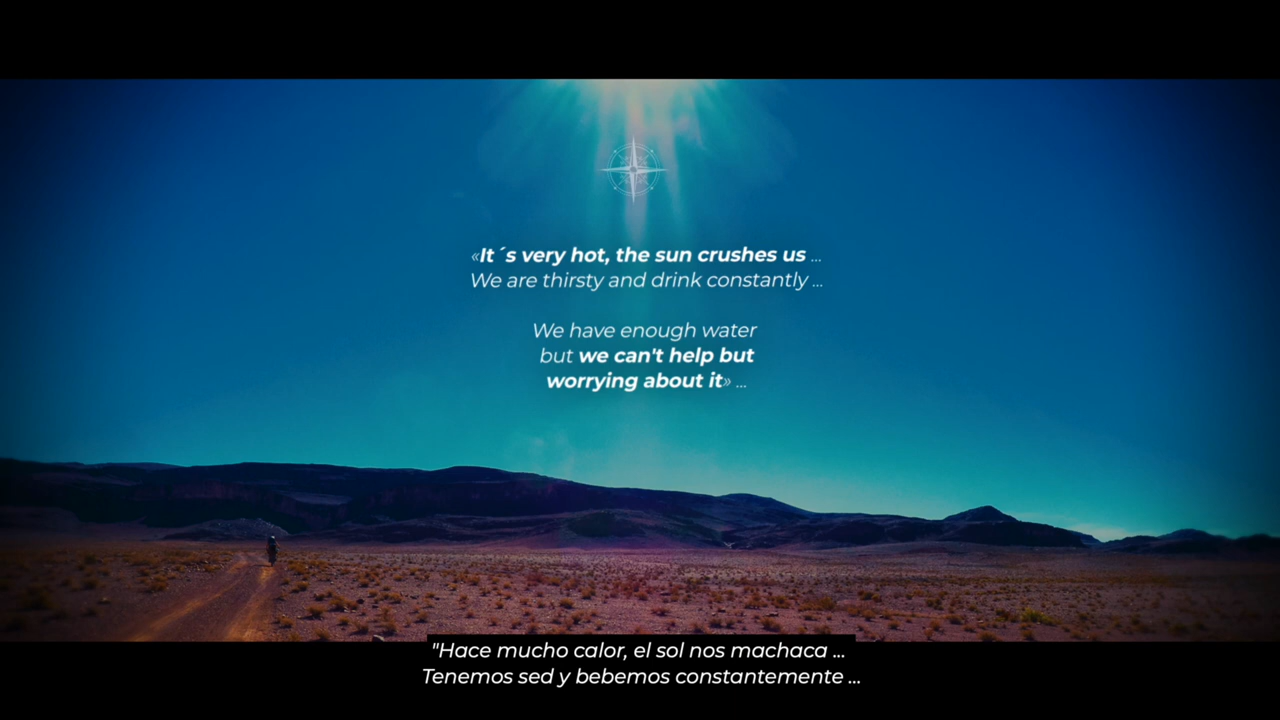 «It´s very hot, the sun crushes us ...
We are thirsty and drink constantly ...
We have enough water
but we can't help but
worrying about it» ...
"Hace mucho calor, el sol nos machaca ...
Tenemos sed y bebemos constantemente ...